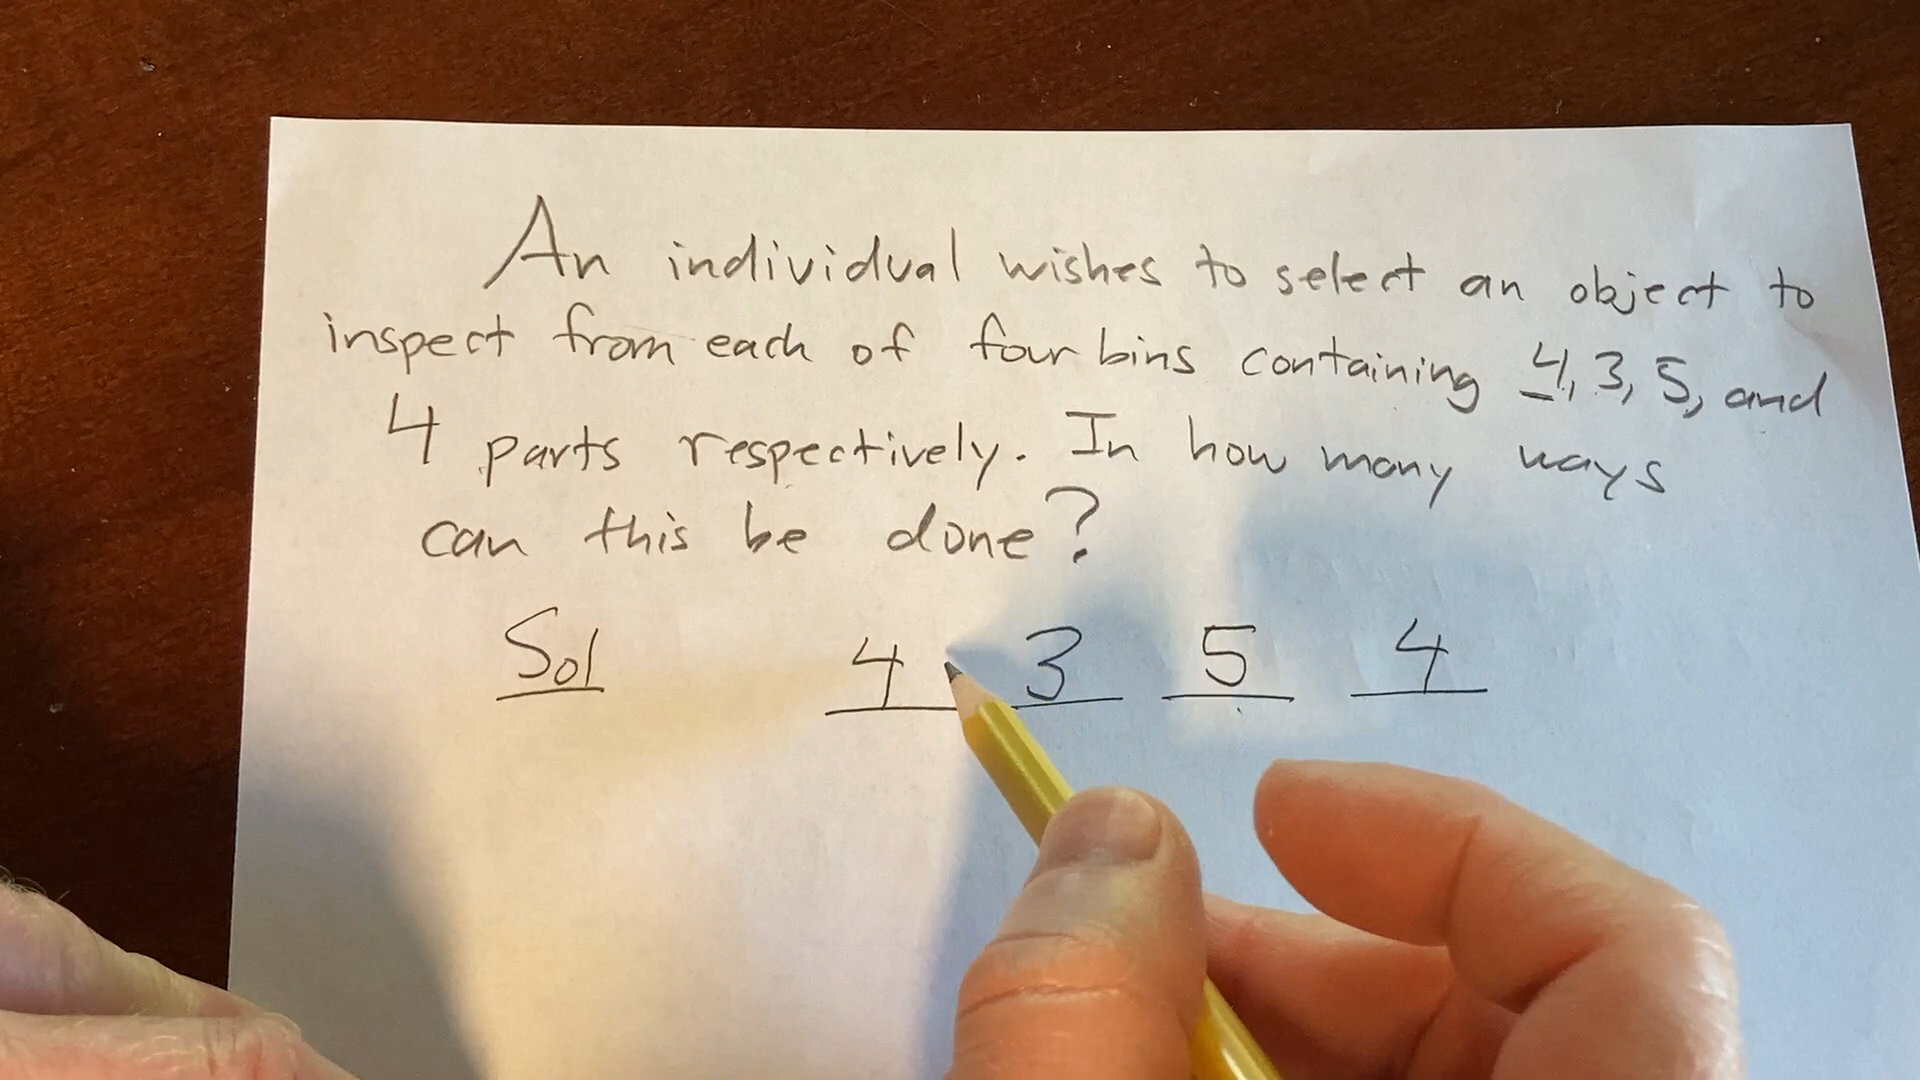 An individual wishes to select an object to
inspect from each of four bins containing 4, 3, 5, and
4 parts respectively. In how many ways
can this be done?
Sol 4 3 5 4